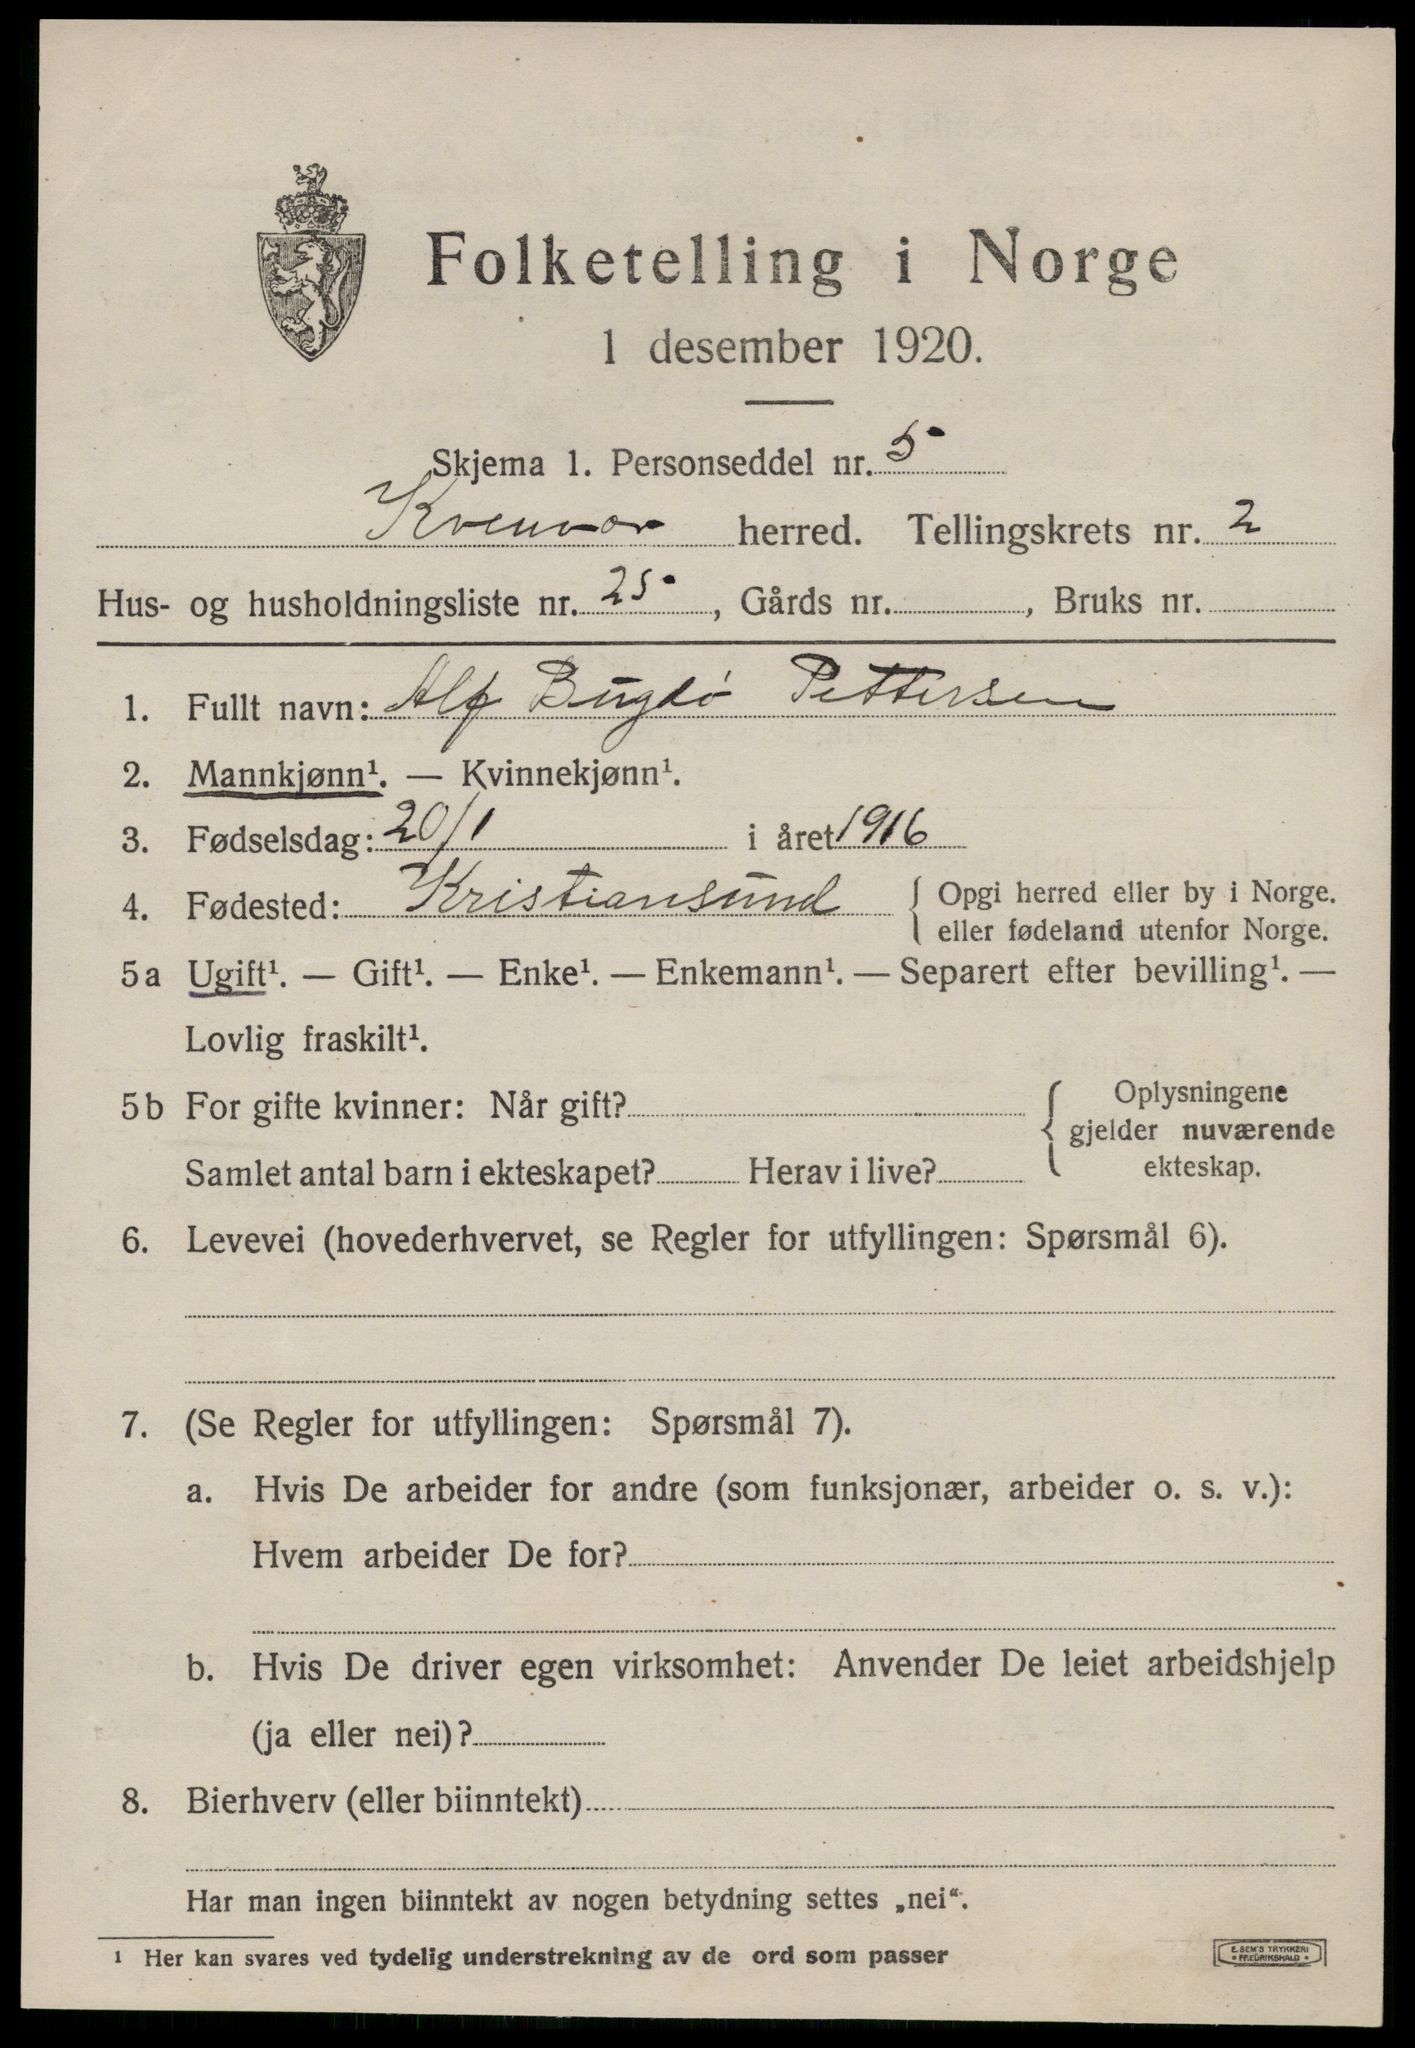 Folketelling i Norge
1 desember 1920.
Skjema 1. Personseddel nr. 5
Kvenvær herred. Tellingskrets nr. 2
Hus- og husholdningsliste nr. 25, Gårds nr. , Bruks nr.
1. Fullt navn: Alf Bugdø Pettersen
2. Mannkjønn¹. — Kvinnekjønn¹.
3. Fødselsdag: 20/1 i året 1916
4. Fødested: Kristiansund { Opgi herred eller by i Norge.
eller fødeland utenfor Norge.
5a Ugift¹. — Gift¹. — Enke¹. — Enkemann¹. — Separert efter bevilling¹. —
Lovlig fraskilt¹.
5b For gifte kvinner: Når gift? { Oplysningene
gjelder nuværende
Samlet antal barn i ekteskapet? Herav i live? ekteskap.
6. Levevei (hovederhvervet, se Regler for utfyllingen: Spørsmål 6).
7. (Se Regler for utfyllingen: Spørsmål 7).
a. Hvis De arbeider for andre (som funksjonær, arbeider o. s. v.):
Hvem arbeider De for?
b. Hvis De driver egen virksomhet: Anvender De leiet arbeidshjelp
(ja eller nei)?
8. Bierhverv (eller biinntekt)
Har man ingen biinntekt av nogen betydning settes „nei“.
¹ Her kan svares ved tydelig understrekning av de ord som passer
E. SEM'S TRYKKERI
• FREDRIKSHALD •